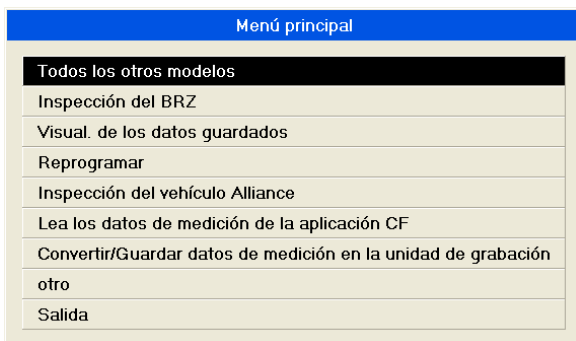 Menú principal
Todos los otros modelos
Inspección del BRZ
Visual. de los datos guardados
Reprogramar
Inspección del vehículo Alliance
Lea los datos de medición de la aplicación CF
Convertir/Guardar datos de medición en la unidad de grabación
otro
Salida